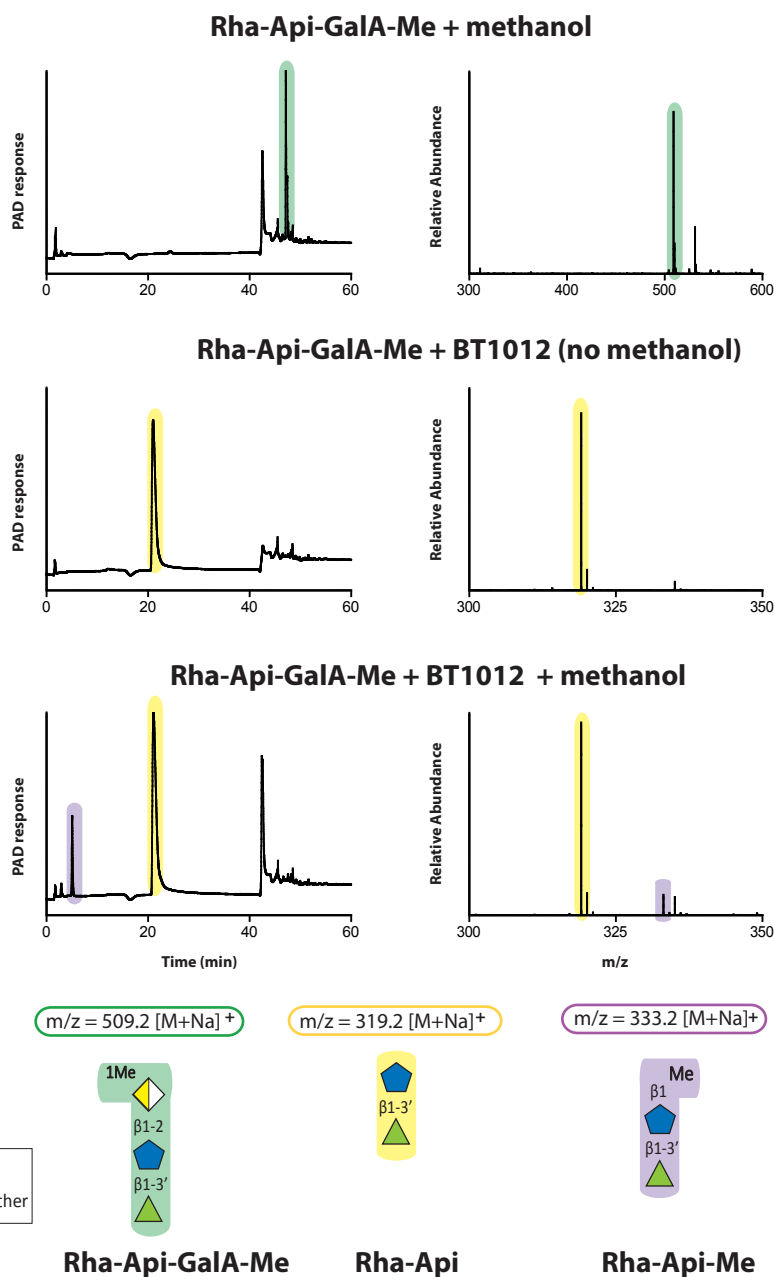 Rha-Api-GalA-Me + methanol
PAD response
Relative Abundance
0 20 40 60
300 400 500 600
Rha-Api-GalA-Me + BT1012 (no methanol)
PAD response
Relative Abundance
0 20 40 60
300 325 350
Rha-Api-GalA-Me + BT1012 + methanol
PAD response
Relative Abundance
0 20 40 60
300 325 350
Time (min)
m/z
m/z = 509.2 [M+Na] +
m/z = 319.2 [M+Na]+
m/z = 333.2 [M+Na]+
1Me
β1-2
β1-3′
β1-3′
Me
β1
β1-3′
Rha-Api-GalA-Me
Rha-Api
Rha-Api-Me